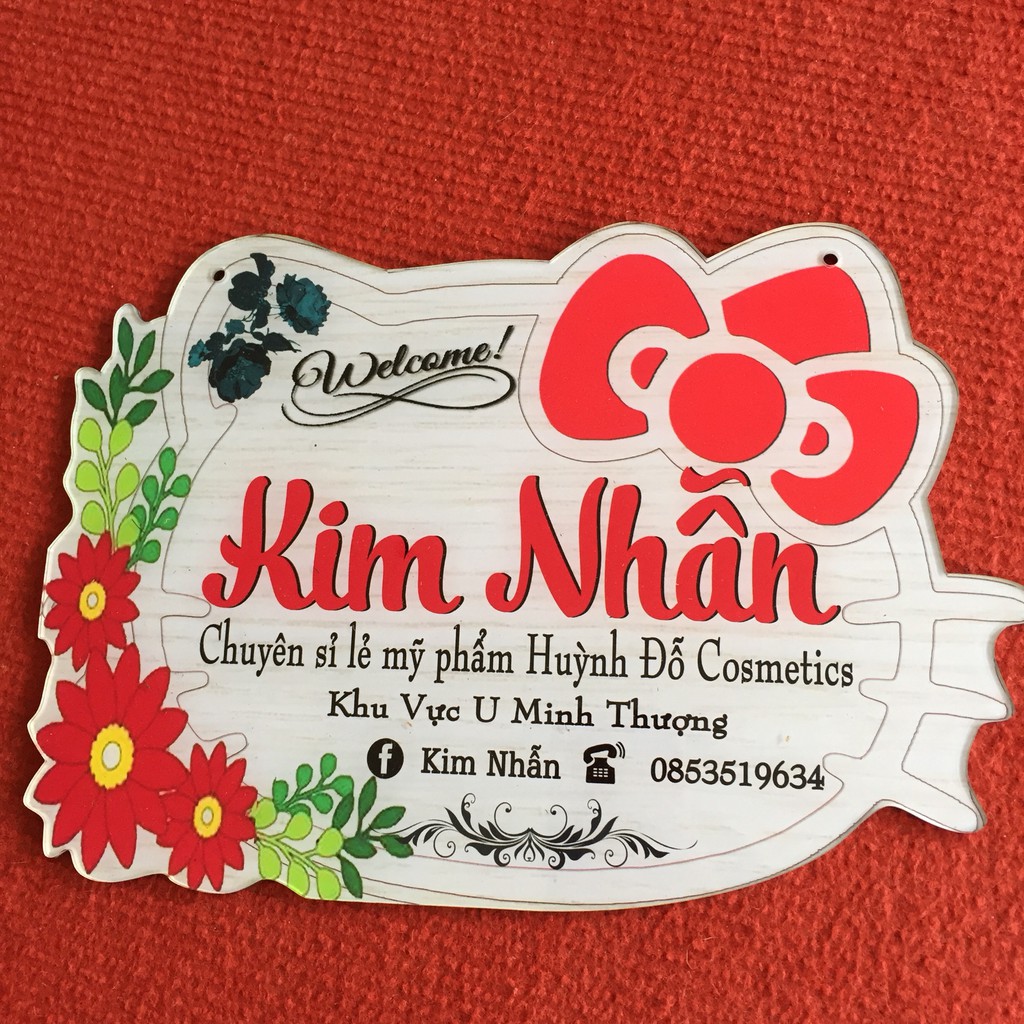 Welcome!
Kim Nhẫn
Chuyên sỉ lẻ mỹ phẩm Huỳnh Đỗ Cosmetics
Khu Vực U Minh Thượng
f Kim Nhẫn 0853519634